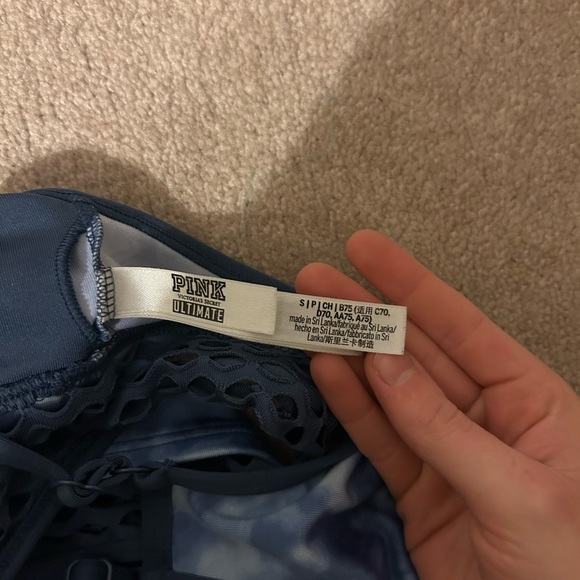 PINK
VICTORIA'S SECRET
ULTIMATE
S|P|CH|B75 (适用 C70,
D70, AA75, A75)
made in Sri Lanka/fabriqué au Sri Lanka/
hecho en Sri Lanka/fabbricato in Sri
Lanka/斯里兰卡制造